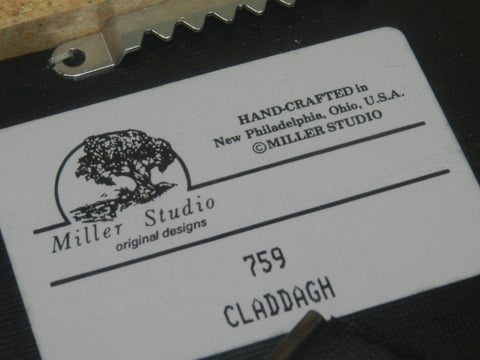 HAND-CRAFTED in
New Philadelphia, Ohio, U.S.A.
©MILLER STUDIO
Miller Studio
original designs
759
CLADDAGH